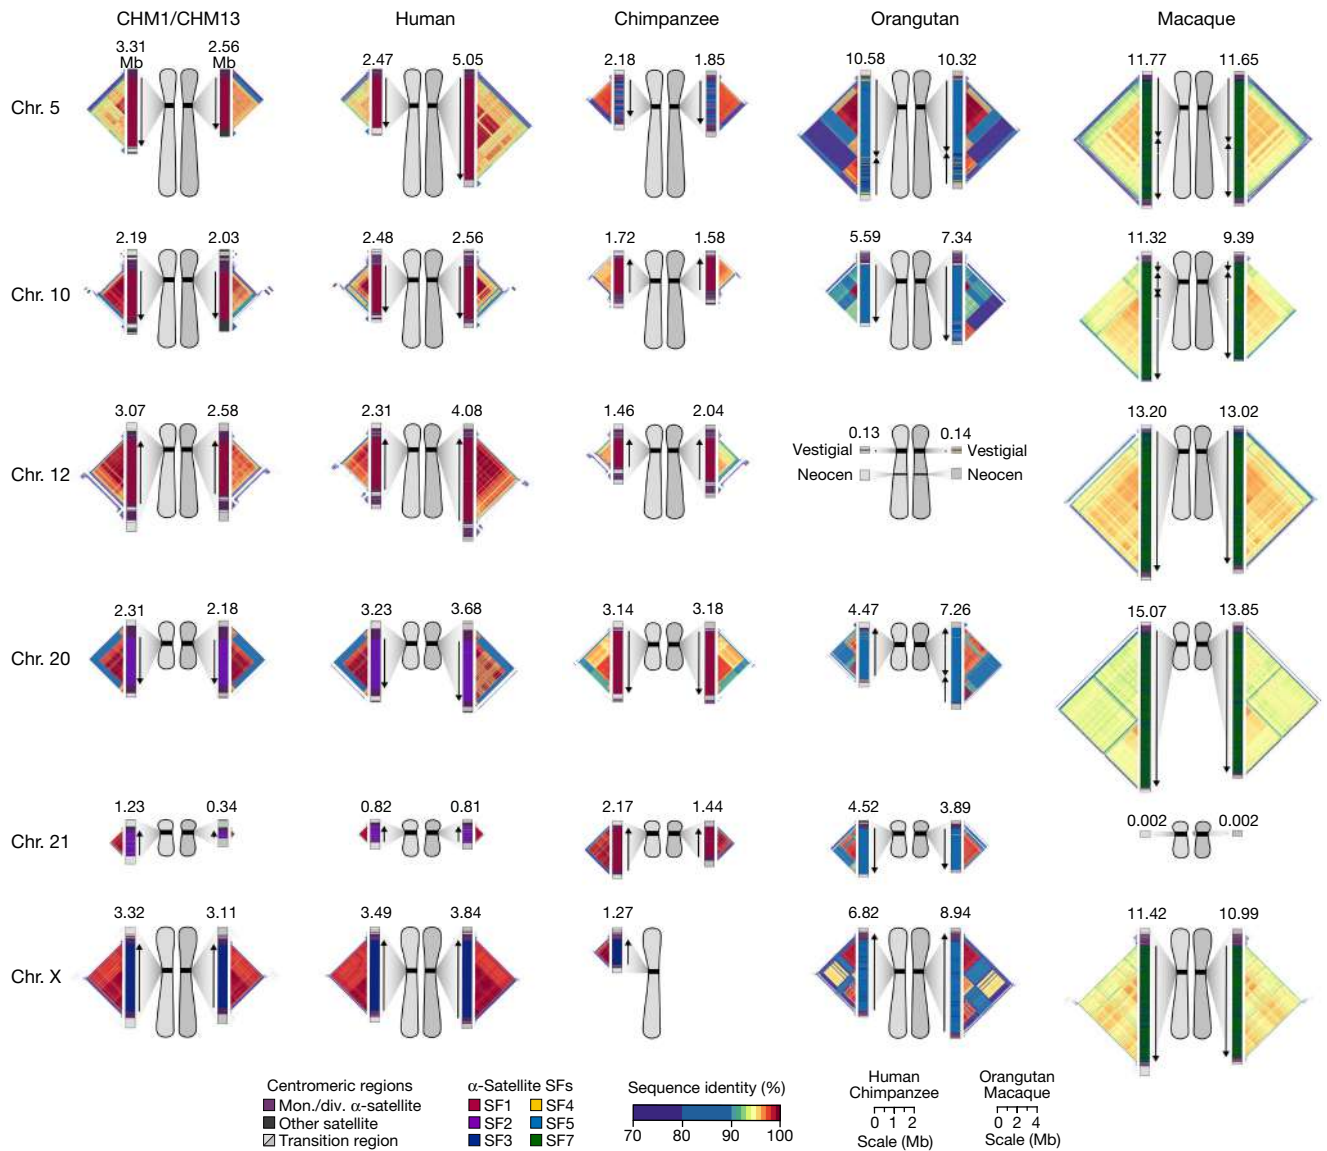 CHM1/CHM13 Human Chimpanzee Orangutan Macaque
3.31 Mb 2.56 Mb 2.47 5.05 2.18 1.85 10.58 10.32 11.77 11.65
Chr. 5
2.19 2.03 2.48 2.56 1.72 1.58 5.59 7.34 11.32 9.39
Chr. 10
3.07 2.58 2.31 4.08 1.46 2.04 0.13 0.14 13.20 13.02
Vestigial Vestigial
Chr. 12 Neocen Neocen
2.31 2.18 3.23 3.68 3.14 3.18 4.47 7.26 15.07 13.85
Chr. 20
1.23 0.34 0.82 0.81 2.17 1.44 4.52 3.89 0.002 0.002
Chr. 21
3.32 3.11 3.49 3.84 1.27 6.82 8.94 11.42 10.99
Chr. X
Centromeric regions
Mon./div. α-satellite
Other satellite
Transition region
α-Satellite SFs
SF1 SF4
SF2 SF5
SF3 SF7
Sequence identity (%)
70 80 90 100
Human
Chimpanzee
0 1 2
Scale (Mb)
Orangutan
Macaque
0 2 4
Scale (Mb)